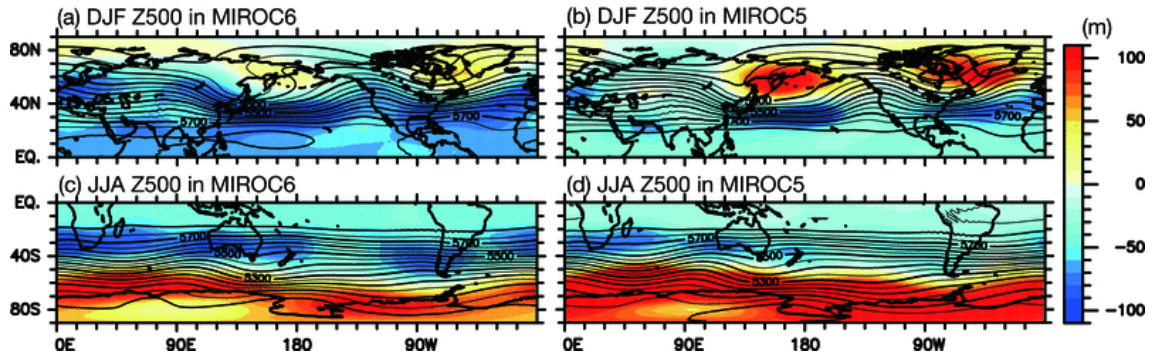 (a) DJF Z500 in MIROC6
(b) DJF Z500 in MIROC5
(m)
80N
40N
EQ.
5500
5700
5700
5700
5700
100
50
0
−50
−100
(c) JJA Z500 in MIROC6
(d) JJA Z500 in MIROC5
EQ.
40S
80S
5700
5500
5300
5700
5500
5700
5300
5700
0E 90E 180 90W
0E 90E 180 90W